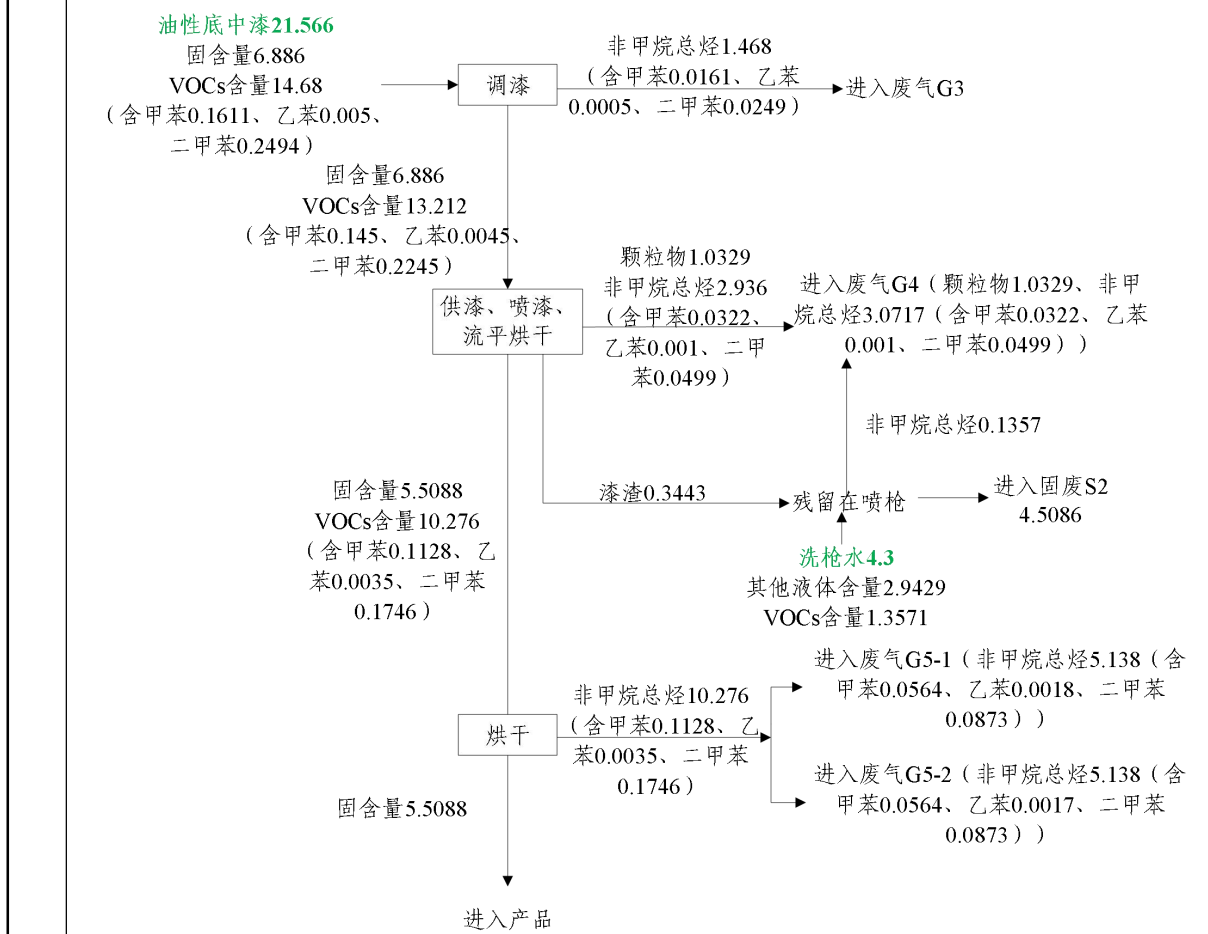 油性底中漆21.566
固含量6.886
VOCs含量14.68
（含甲苯0.1611、乙苯0.005、
二甲苯0.2494）
调漆
非甲烷总烃1.468
（含甲苯0.0161、乙苯
0.0005、二甲苯0.0249）
进入废气G3
固含量6.886
VOCs含量13.212
（含甲苯0.145、乙苯0.0045、
二甲苯0.2245）
供漆、喷漆、
流平烘干
颗粒物1.0329
非甲烷总烃2.936
（含甲苯0.0322、
乙苯0.001、二甲
苯0.0499）
进入废气G4（颗粒物1.0329、非甲
烷总烃3.0717（含甲苯0.0322、乙苯
0.001、二甲苯0.0499））
非甲烷总烃0.1357
固含量5.5088
VOCs含量10.276
（含甲苯0.1128、乙
苯0.0035、二甲苯
0.1746）
漆渣0.3443
残留在喷枪
进入固废S2
4.5086
洗枪水4.3
其他液体含量2.9429
VOCs含量1.3571
烘干
非甲烷总烃10.276
（含甲苯0.1128、乙
苯0.0035、二甲苯
0.1746）
进入废气G5-1（非甲烷总烃5.138（含
甲苯0.0564、乙苯0.0018、二甲苯
0.0873））
进入废气G5-2（非甲烷总烃5.138（含
甲苯0.0564、乙苯0.0017、二甲苯
0.0873））
固含量5.5088
进入产品